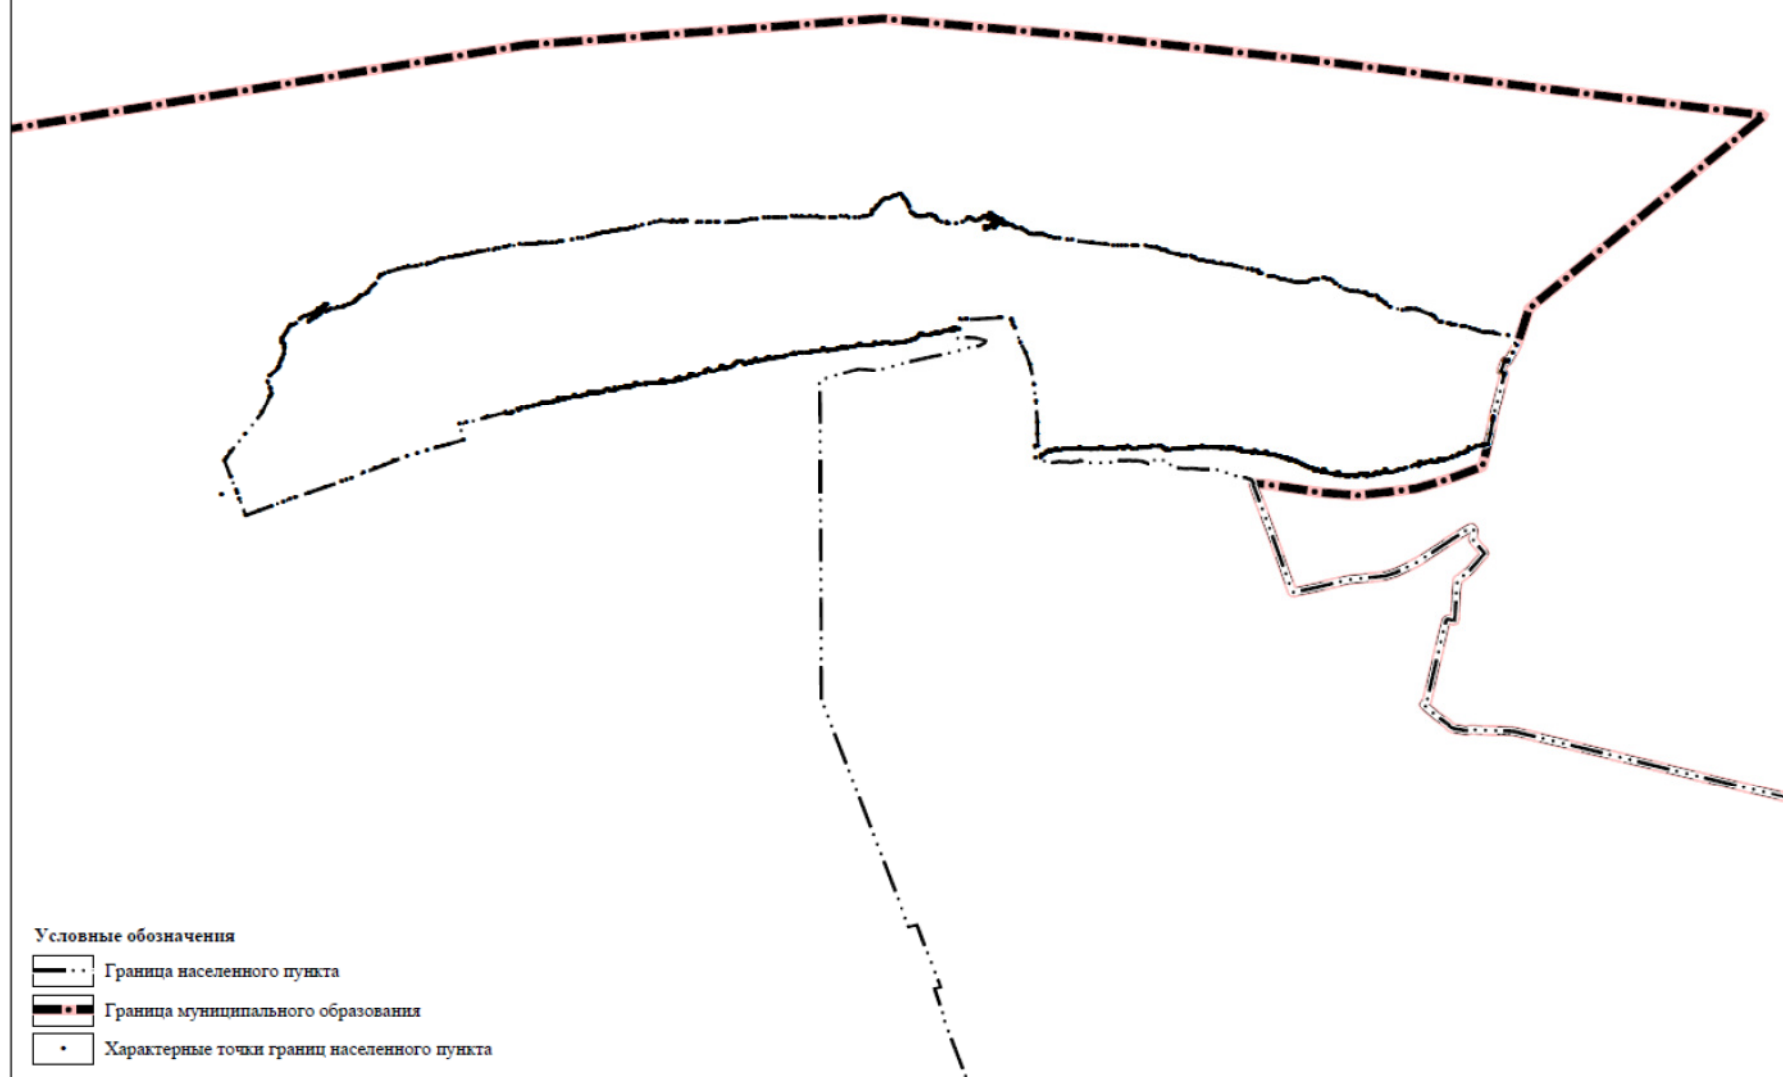 Условные обозначения
Граница населенного пункта
Граница муниципального образования
Характерные точки границ населенного пункта